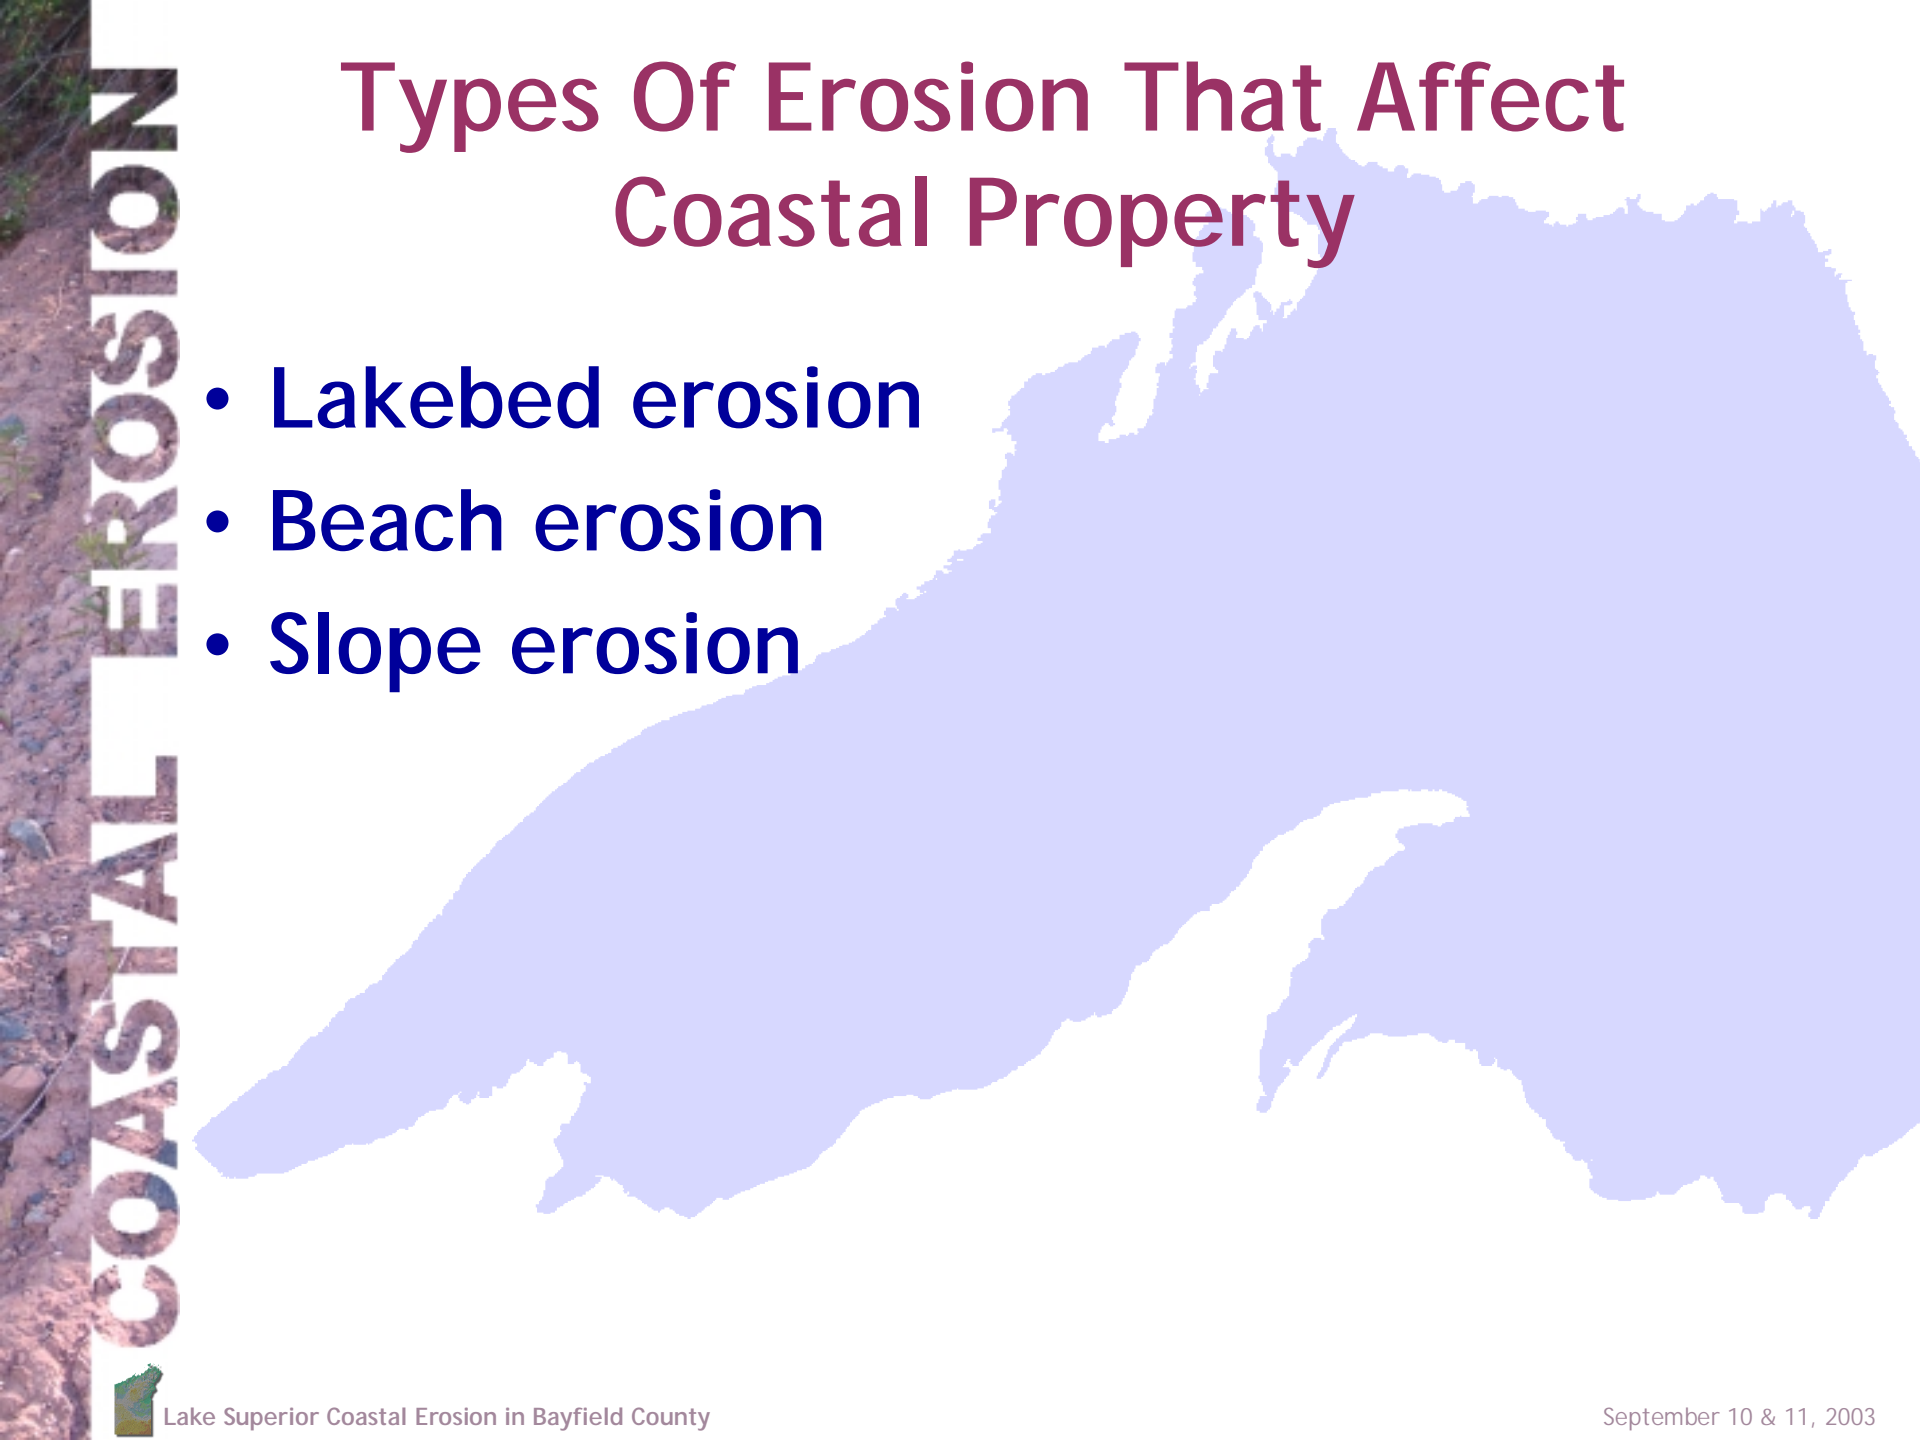 Types Of Erosion That Affect
Coastal Property
• Lakebed erosion
• Beach erosion
• Slope erosion
COASTAL EROSION
Lake Superior Coastal Erosion in Bayfield County
September 10 & 11, 2003